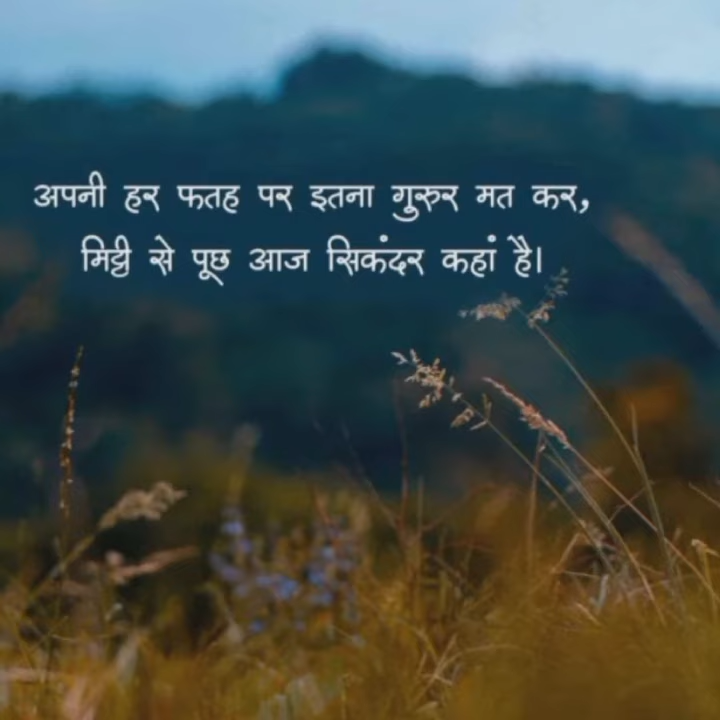 अपनी हर फतह पर इतना गुरुर मत कर,
मिट्टी से पूछ आज सिकंदर कहां है।